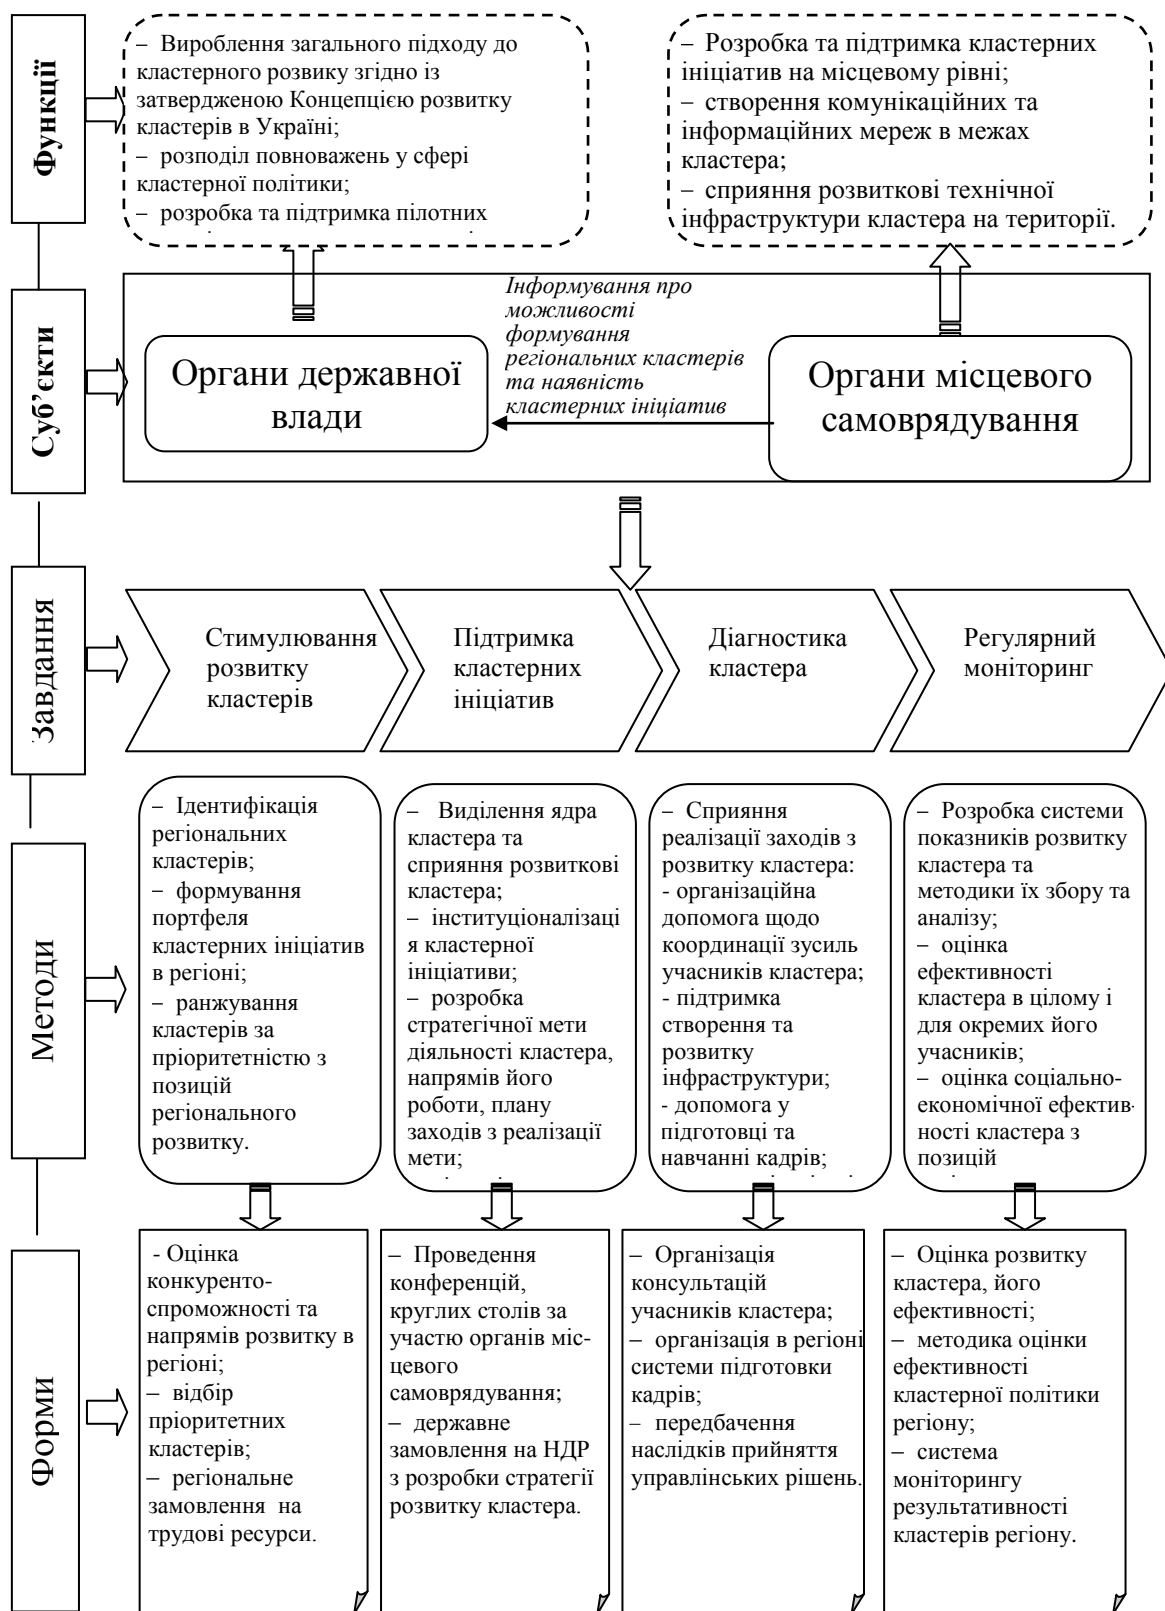 Функції
– Вироблення загального підходу до
кластерного розвику згідно із
затвердженою Концепцією розвитку
кластерів в Україні;
– розподіл повноважень у сфері
кластерної політики;
– розробка та підтримка пілотних
– Розробка та підтримка кластерних
ініціатив на місцевому рівні;
– створення комунікаційних та
інформаційних мереж в межах
кластера;
– сприяння розвиткові технічної
інфраструктури кластера на території.
Суб’єкти
Органи державної
влади
Інформування про
можливості
формування
регіональних кластерів
та наявність
кластерних ініціатив
Органи місцевого
самоврядування
Завдання
Стимулювання
розвитку
кластерів
Підтримка
кластерних
ініціатив
Діагностика
кластера
Регулярний
моніторинг
Методи
– Ідентифікація
регіональних
кластерів;
– формування
портфеля
кластерних ініціатив
в регіоні;
– ранжування
кластерів за
пріоритетністю з
позицій
регіонального
розвитку.
– Виділення ядра
кластера та
сприяння розвиткові
кластера;
– інституціоналізаці
я кластерної
ініціативи;
– розробка
стратегічної мети
діяльності кластера,
напрямів його
роботи, плану
заходів з реалізації
мети;
– Сприяння
реалізації заходів з
розвитку кластера:
- організаційна
допомога щодо
координації зусиль
учасників кластера;
- підтримка
створення та
розвитку
інфраструктури;
- допомога у
підготовці та
навчанні кадрів;
– Розробка системи
показників розвитку
кластера та
методики їх збору та
аналізу;
– оцінка
ефективності
кластера в цілому і
для окремих його
учасників;
– оцінка соціально-
економічної ефектив-
ності кластера з
позицій
Форми
- Оцінка
конкуренто-
спроможності та
напрямів розвитку в
регіоні;
– відбір
пріоритетних
кластерів;
– регіональне
замовлення на
трудові ресурси.
– Проведення
конференцій,
круглих столів за
участю органів міс-
цевого
самоврядування;
– державне
замовлення на НДР
з розробки стратегії
розвитку кластера.
– Організація
консультацій
учасників кластера;
– організація в регіоні
системи підготовки
кадрів;
– передбачення
наслідків прийняття
управлінських рішень.
– Оцінка розвитку
кластера, його
ефективності;
– методика оцінки
ефективності
кластерної політики
регіону;
– система
моніторингу
результативності
кластерів регіону.